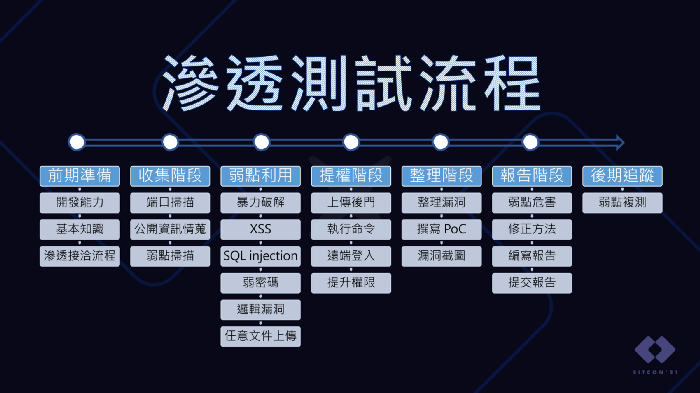 滲透測試流程
前期準備
開發能力
基本知識
滲透接洽流程
收集階段
端口掃描
公開資訊情蒐
弱點掃描
弱點利用
暴力破解
XSS
SQL injection
弱密碼
邏輯漏洞
任意文件上傳
提權階段
上傳後門
執行命令
遠端登入
提升權限
整理階段
整理漏洞
撰寫 PoC
漏洞截圖
報告階段
弱點危害
修正方法
編寫報告
提交報告
後期追蹤
弱點複測
SITCON'21